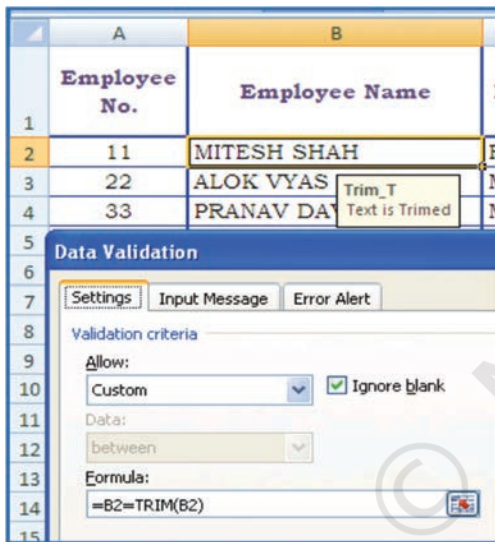 A B
Employee No. Employee Name
1
2 11 MITESH SHAH
3 22 ALOK VYAS
4 33 PRANAV
Trim_T
Text is Trimed
5
6
7
8
9
10
11
12
13
14
15
Data Validation
Settings Input Message Error Alert
Validation criteria
Allow:
Custom Ignore blank
Data:
between
Formula:
=B2=TRIM(B2)
©